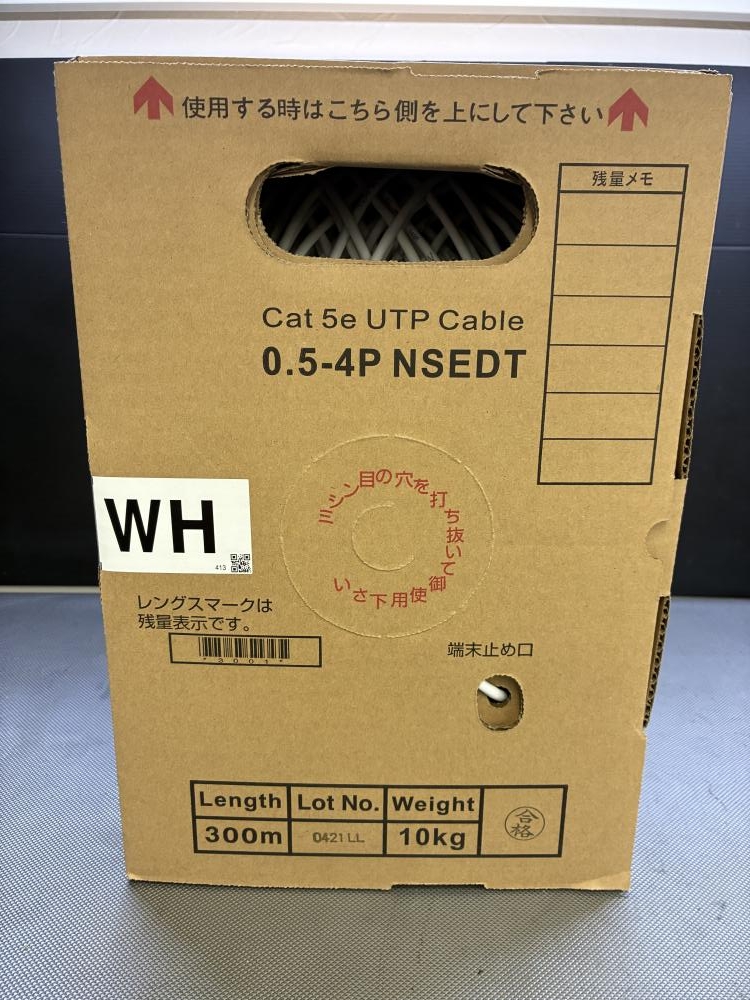 使用する時はこちら側を上にして下さい
残量メモ
Cat 5e UTP Cable
0.5-4P NSEDT
ミシン目の穴を打ち抜いて御使用下さい
WH
413
レングスマークは
残量表示です。
*3001*
端末止め口
Length Lot No. Weight
300m 0421LL 10kg
合格